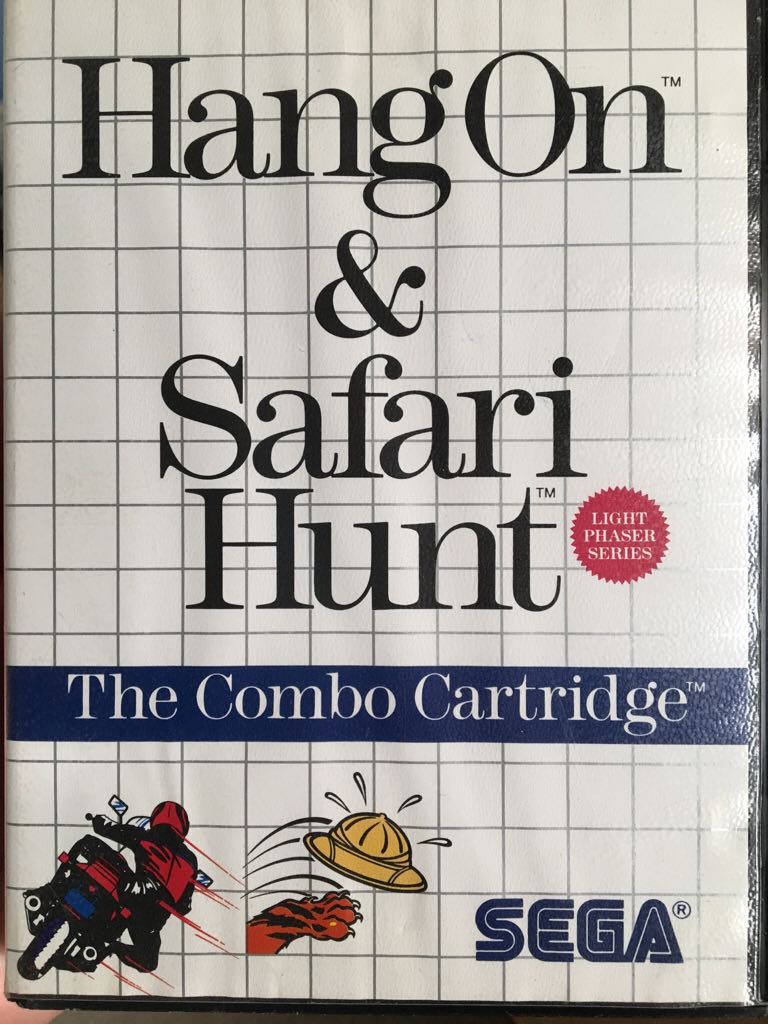 Hang On™
&
Safari
Hunt™
LIGHT
PHASER
SERIES
The Combo Cartridge™
SEGA®